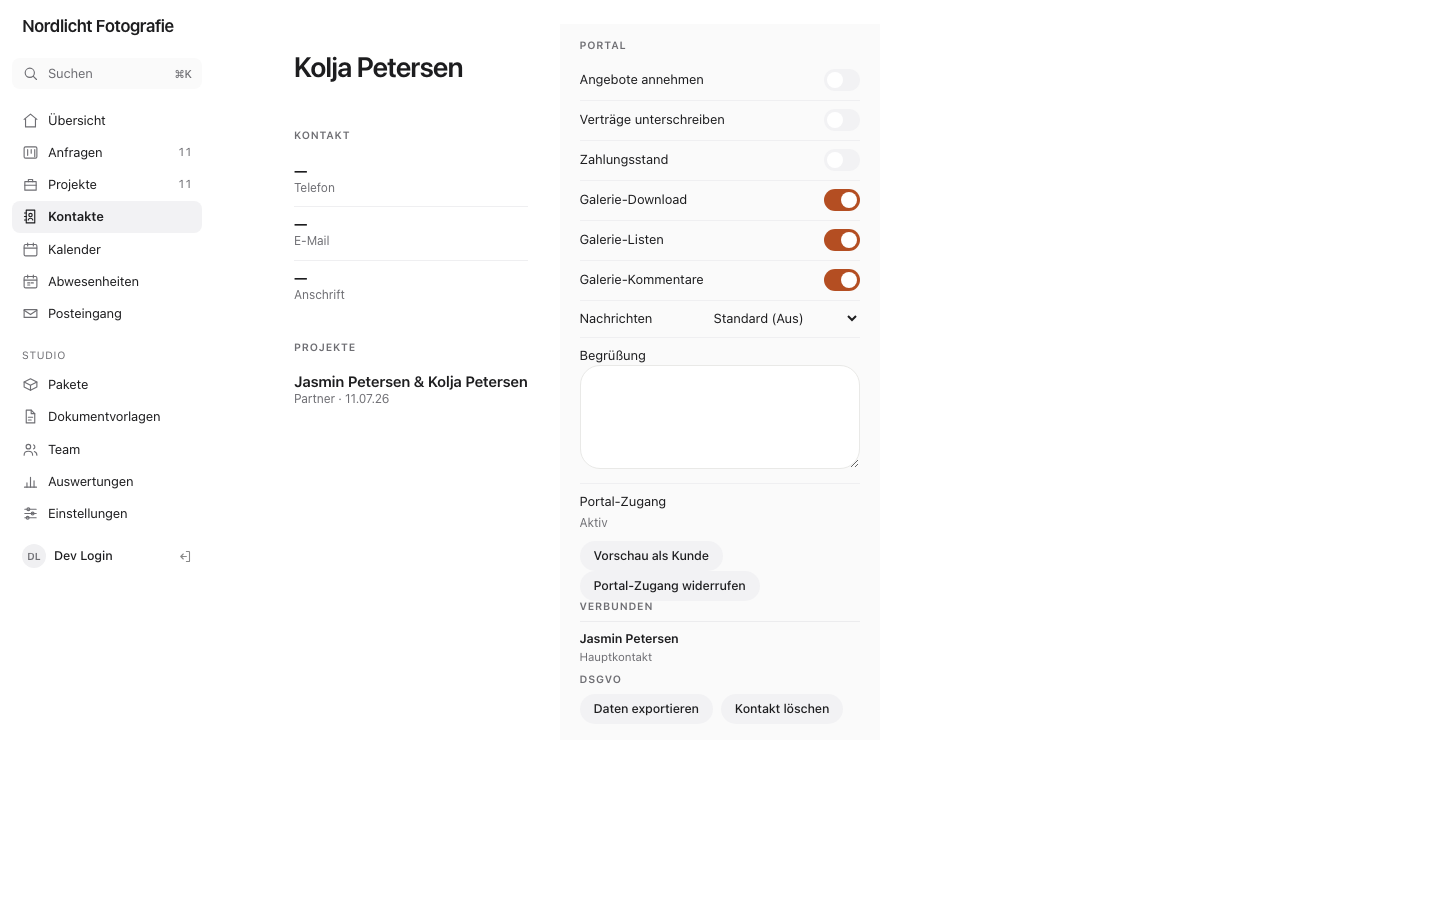 Nordlicht Fotografie
Suchen ⌘K
Übersicht
Anfragen 11
Projekte 11
Kontakte
Kalender
Abwesenheiten
Posteingang
STUDIO
Pakete
Dokumentvorlagen
Team
Auswertungen
Einstellungen
DL Dev Login
Kolja Petersen
KONTAKT
—
Telefon
—
E-Mail
—
Anschrift
PROJEKTE
Jasmin Petersen & Kolja Petersen
Partner · 11.07.26
PORTAL
Angebote annehmen
Verträge unterschreiben
Zahlungsstand
Galerie-Download
Galerie-Listen
Galerie-Kommentare
Nachrichten Standard (Aus)
Begrüßung
Portal-Zugang
Aktiv
Vorschau als Kunde
Portal-Zugang widerrufen
VERBUNDEN
Jasmin Petersen
Hauptkontakt
DSGVO
Daten exportieren Kontakt löschen